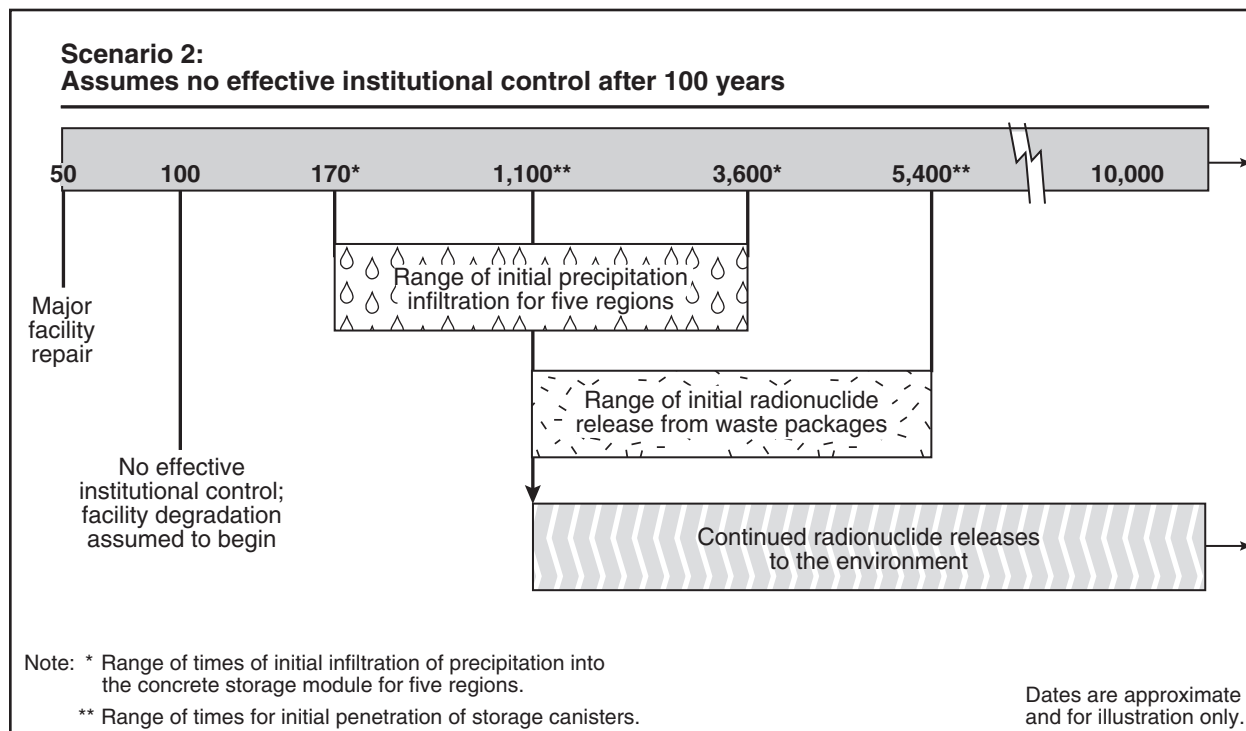 Scenario 2:
Assumes no effective institutional control after 100 years
50 100 170* 1,100** 3,600* 5,400** 10,000
Range of initial precipitation
infiltration for five regions
Major
facility
repair
Range of initial radionuclide
release from waste packages
No effective
institutional control;
facility degradation
assumed to begin
Continued radionuclide releases
to the environment
Note: * Range of times of initial infiltration of precipitation into
the concrete storage module for five regions.
** Range of times for initial penetration of storage canisters.
Dates are approximate
and for illustration only.